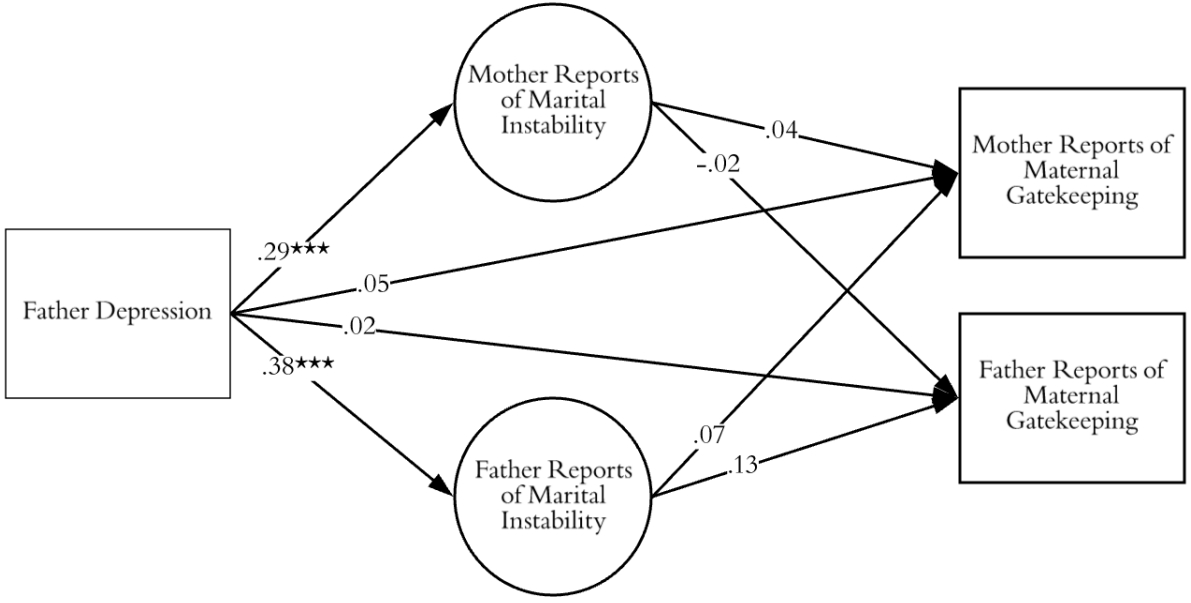 Mother Reports
of Marital
Instability
.04
Mother Reports of
Maternal
Gatekeeping
-.02
.29★★★
.05
Father Depression
.02
.38★★★
Father Reports of
Maternal
Gatekeeping
.07
.13
Father Reports
of Marital
Instability